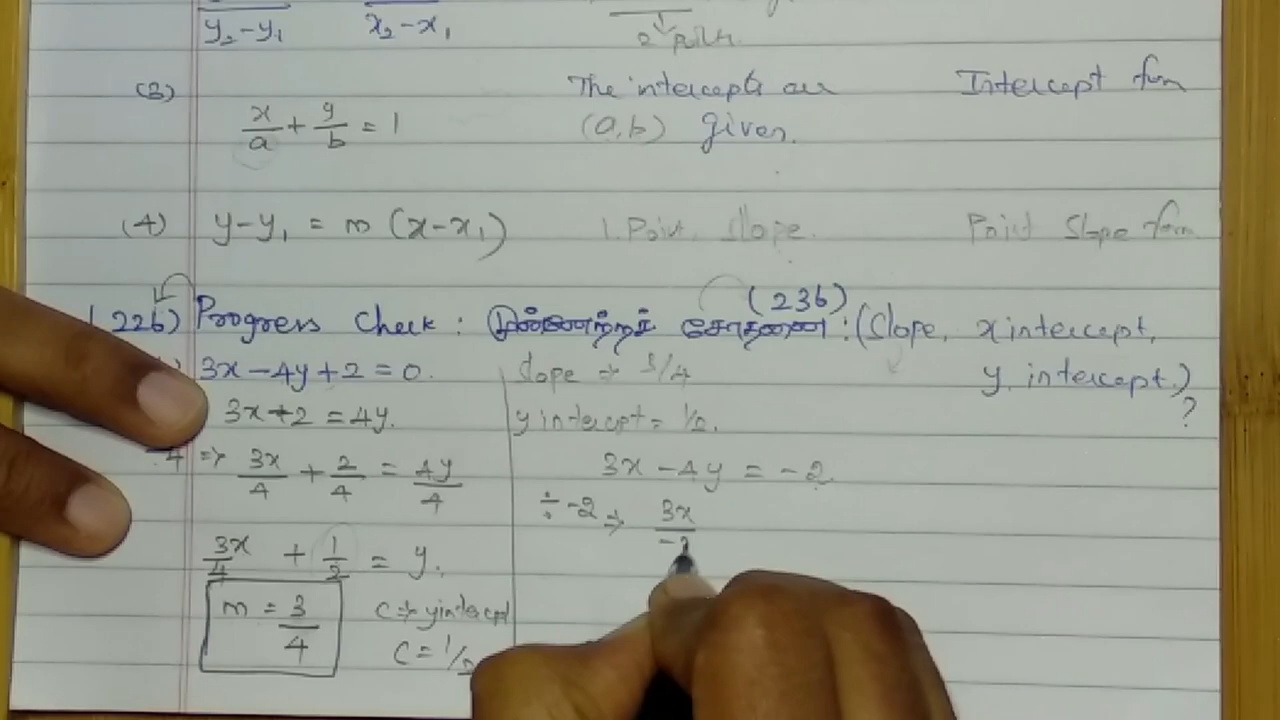 y₂-y₁ x₂-x₁ 2
(3) The intercepts are Intercept form
x/a + y/b = 1 (a,b) given.
(4) y-y₁ = m (x-x₁) 1. Point, Slope. Point Slope form
(236)
(226) Progress Check: முன்னேற்றச் சோதனை: (Slope, x intercept,
3x-4y+2=0. slope ⇒ 3/4 y intercept.)
?
3x+2=4y. y intercept = 1/2.
⇒ 3x/4 + 2/4 = 4y/4 3x-4y = -2
÷-2 ⇒ 3x/-2
3x/4 + 1/2 = y.
m = 3/4 c ⇒ y intercept
c = 1/2